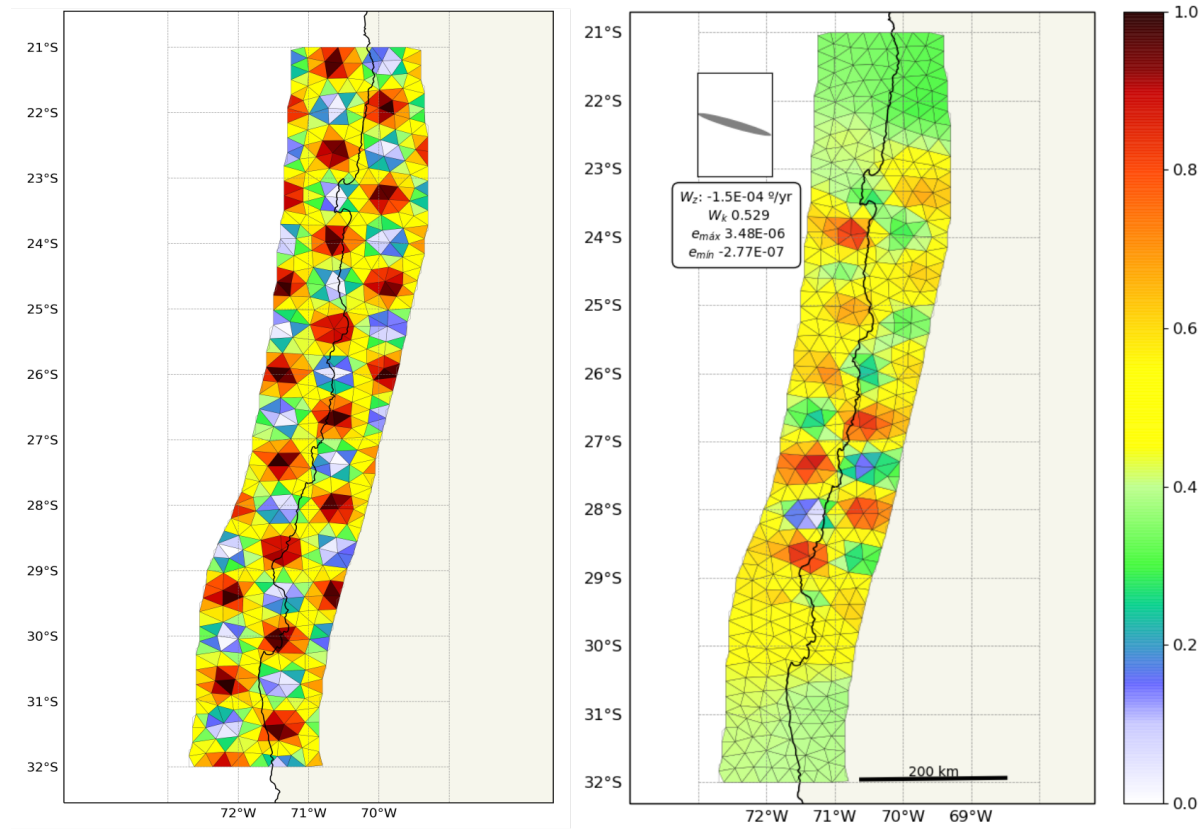 21°S
22°S
23°S
24°S
25°S
26°S
27°S
28°S
29°S
30°S
31°S
32°S
72°W 71°W 70°W
21°S
22°S
23°S
24°S
25°S
26°S
27°S
28°S
29°S
30°S
31°S
32°S
W_z: -1.5E-04 º/yr
W_k 0.529
e_máx 3.48E-06
e_mín -2.77E-07
200 km
72°W 71°W 70°W 69°W
1.0
0.8
0.6
0.4
0.2
0.0